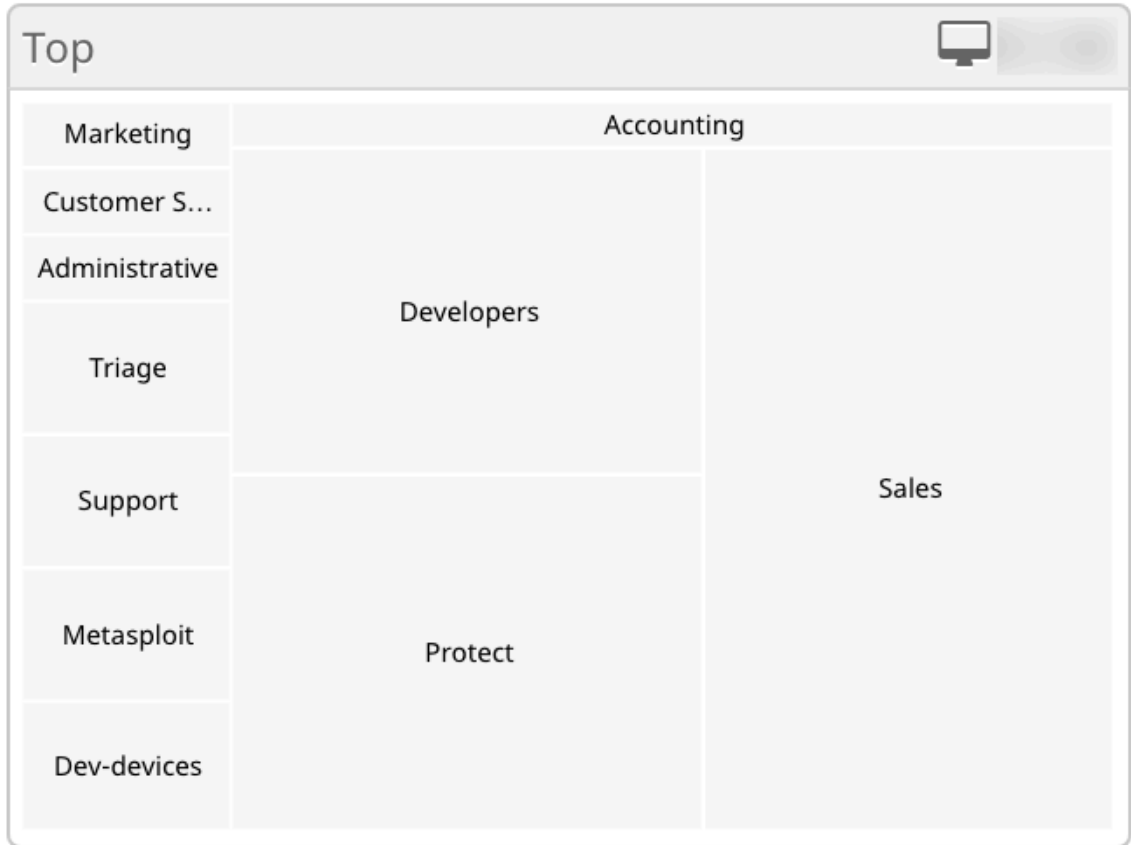 Top
Marketing
Accounting
Customer S...
Administrative
Developers
Triage
Support
Sales
Metasploit
Protect
Dev-devices